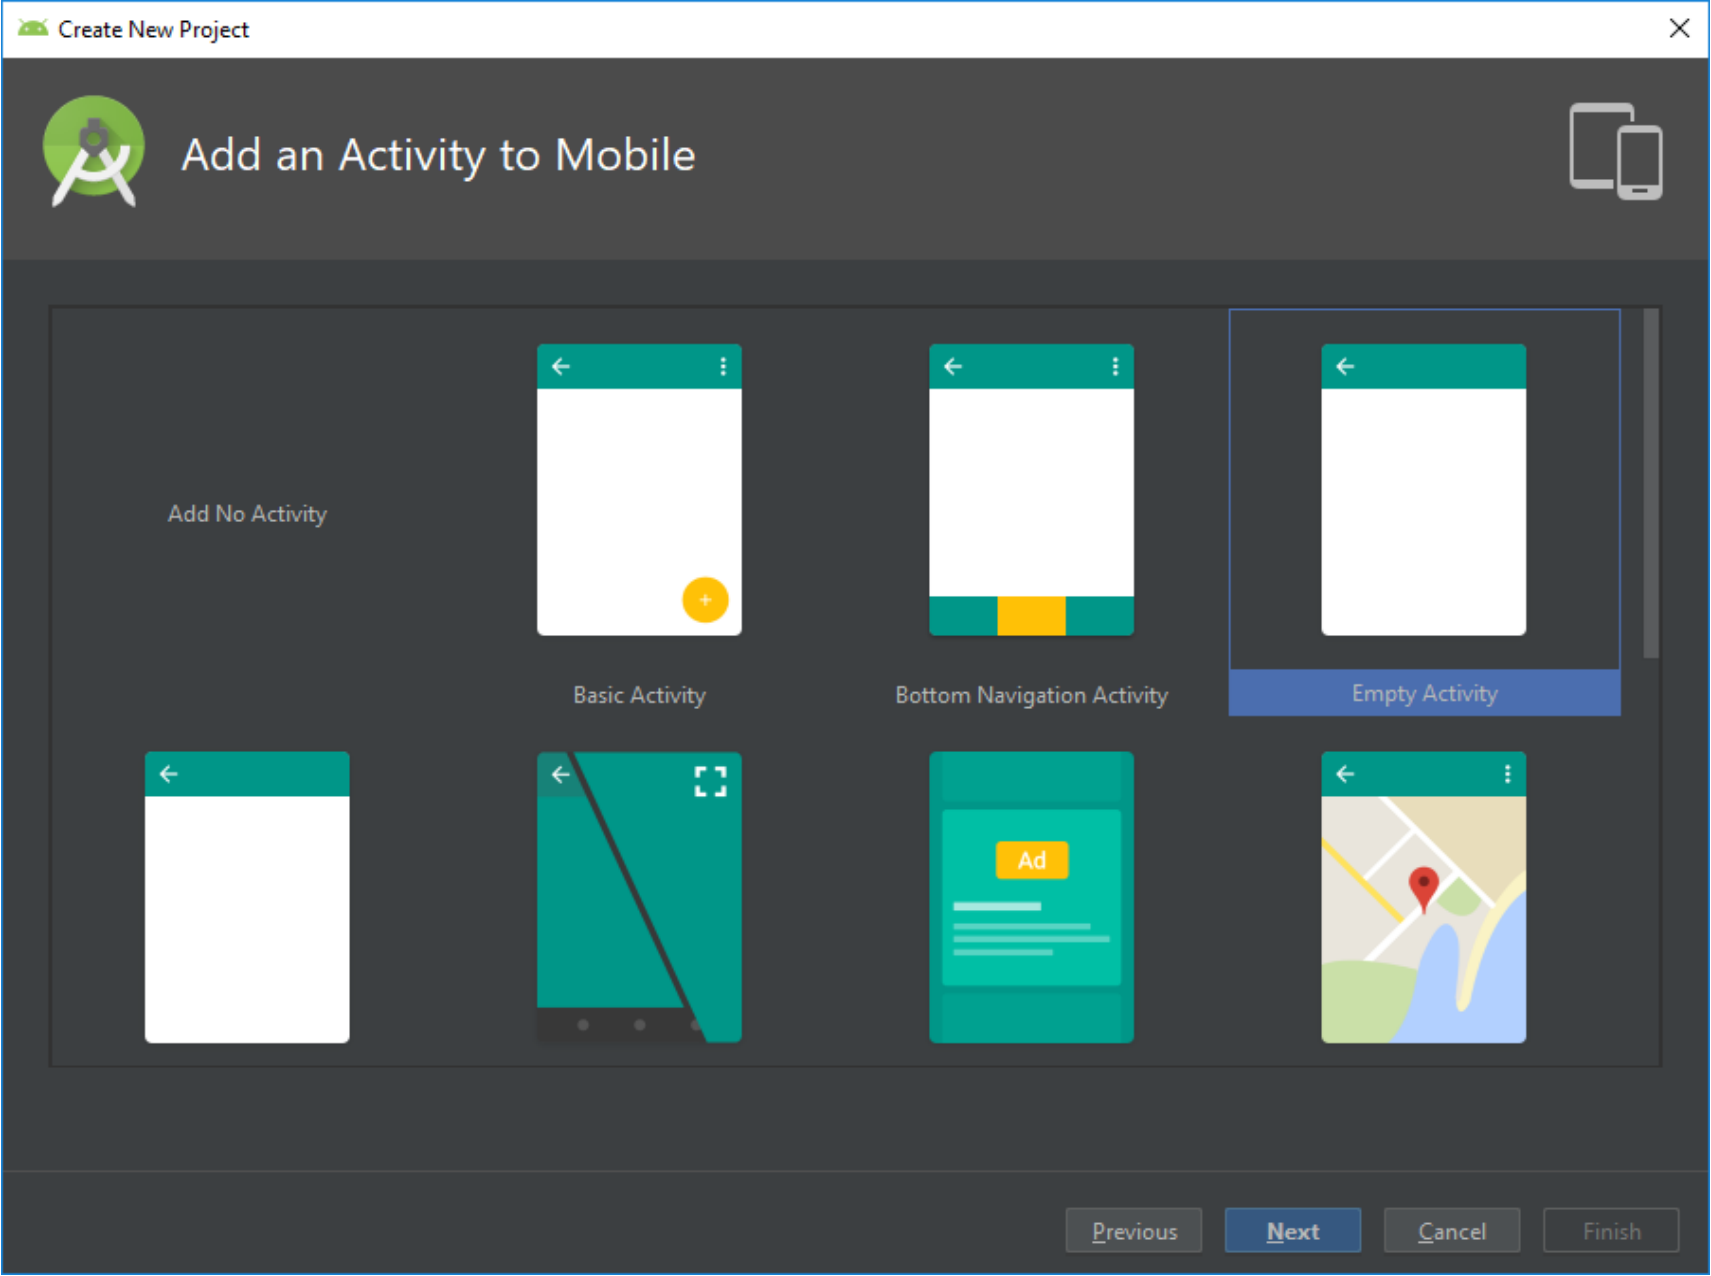 Create New Project
Add an Activity to Mobile
Add No Activity
Basic Activity
Bottom Navigation Activity
Empty Activity
Ad
Previous
Next
Cancel
Finish